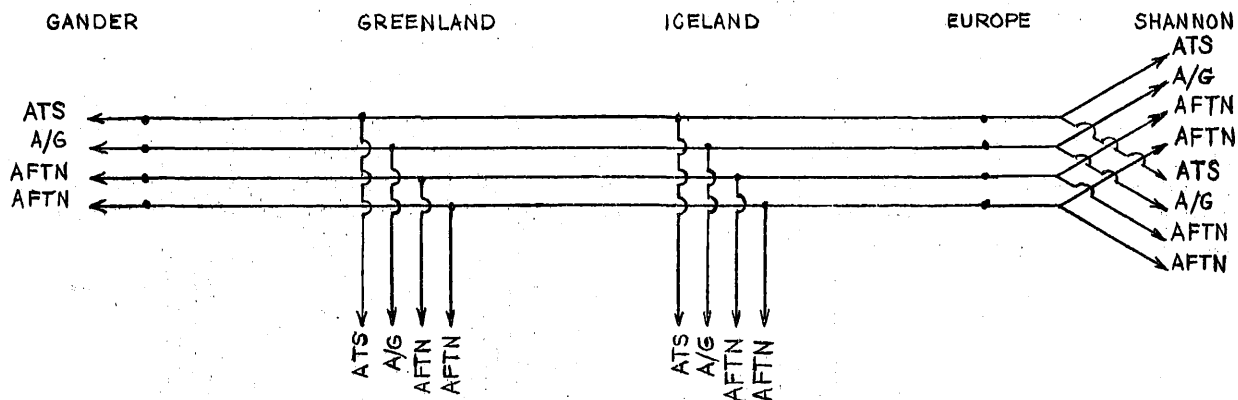 GANDER GREENLAND ICELAND EUROPE SHANNON
ATS
A/G
AFTN
AFTN
ATS
A/G
AFTN
AFTN
ATS
A/G
AFTN
AFTN
ATS
A/G
AFTN
AFTN
ATS
A/G
AFTN
AFTN